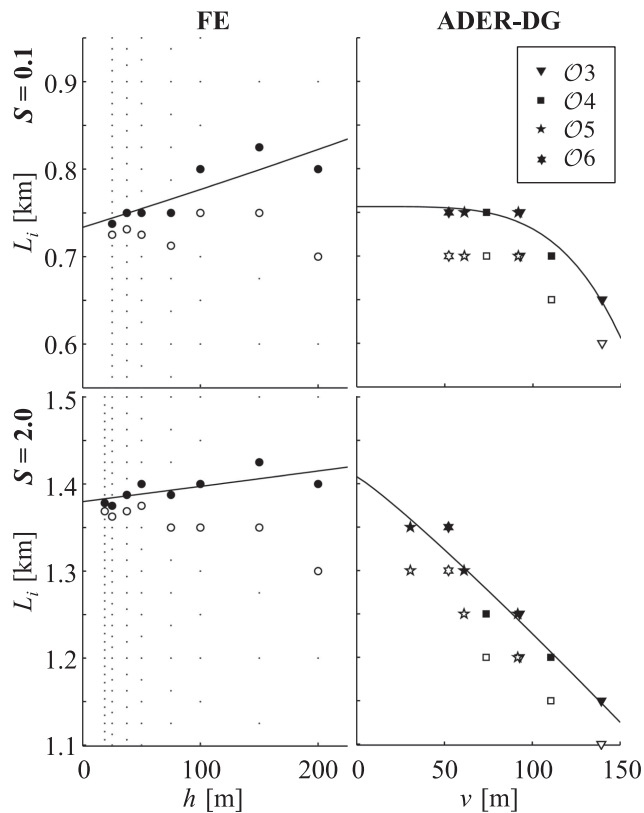 FE
ADER-DG
S=0.1
L_i [km]
0.9
0.8
0.7
0.6
𝒪3
𝒪4
𝒪5
𝒪6
S=2.0
L_i [km]
1.5
1.4
1.3
1.2
1.1
0 100 200
h [m]
0 50 100 150
v [m]